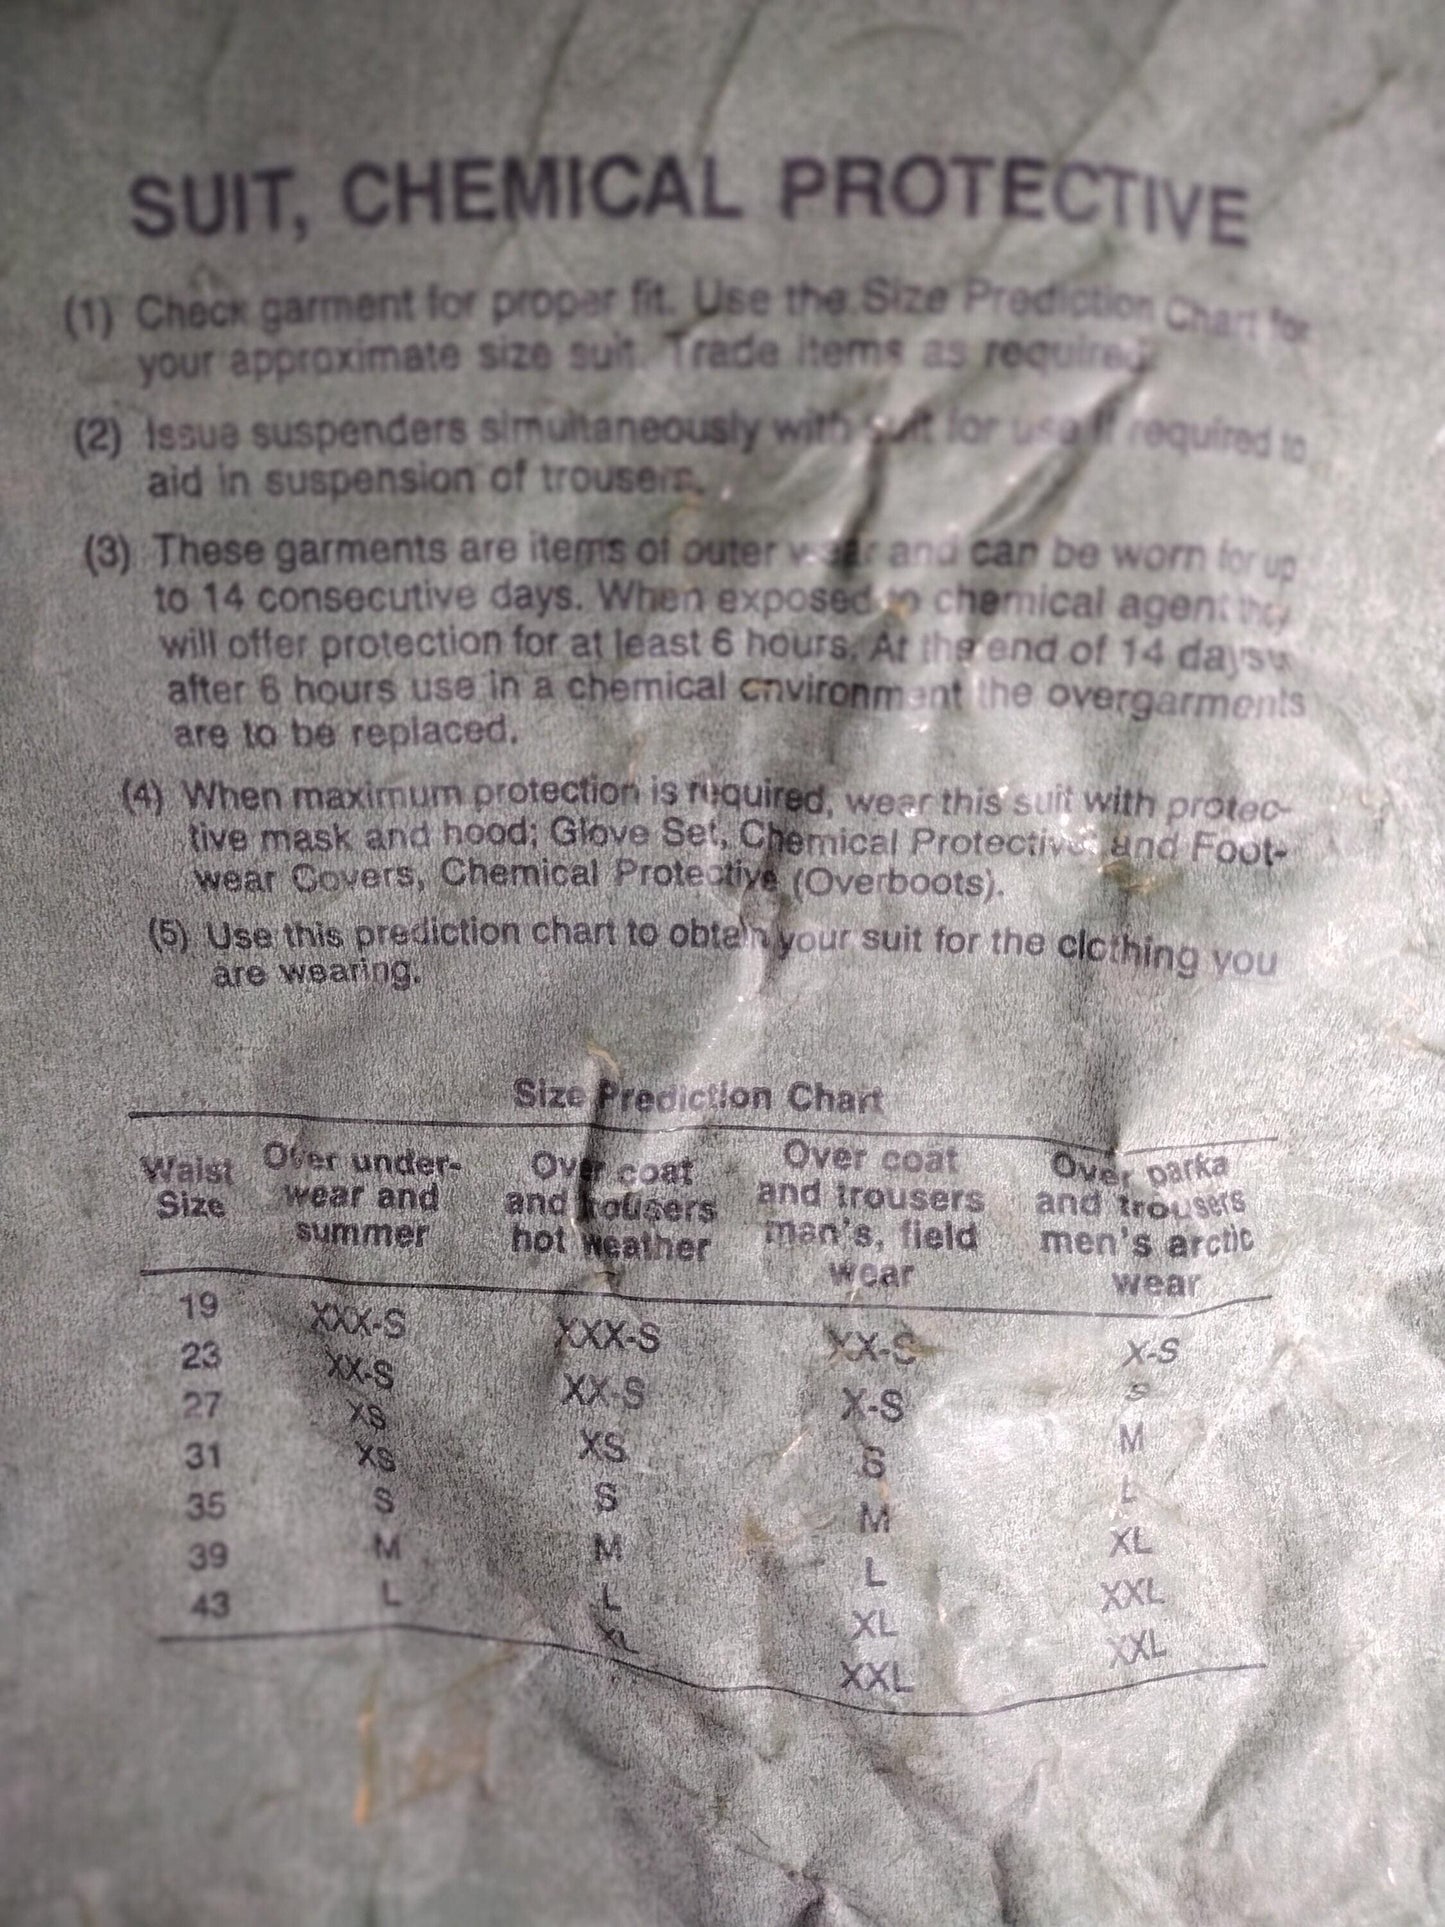 SUIT, CHEMICAL PROTECTIVE
(1) Check garment for proper fit. Use the Size Prediction Chart for
your approximate size suit. Trade items as required.
(2) Issue suspenders simultaneously with suit for use if required to
aid in suspension of trousers.
(3) These garments are items of outer wear and can be worn for up
to 14 consecutive days. When exposed to chemical agent they
will offer protection for at least 6 hours. At the end of 14 days
after 6 hours use in a chemical environment the overgarments
are to be replaced.
(4) When maximum protection is required, wear this suit with protec-
tive mask and hood; Glove Set, Chemical Protective, and Foot-
wear Covers, Chemical Protective (Overboots).
(5) Use this prediction chart to obtain your suit for the clothing you
are wearing.
Size Prediction Chart
Waist Over under- Over coat Over coat Over parka
Size wear and and trousers and trousers and trousers
summer hot weather man's, field men's arctic
wear wear
19 XXX-S XXX-S XX-S X-S
23 XX-S XX-S X-S S
27 XS XS S M
31 XS S M L
35 S M L XL
39 M L XL XXL
43 L XL XXL XXL